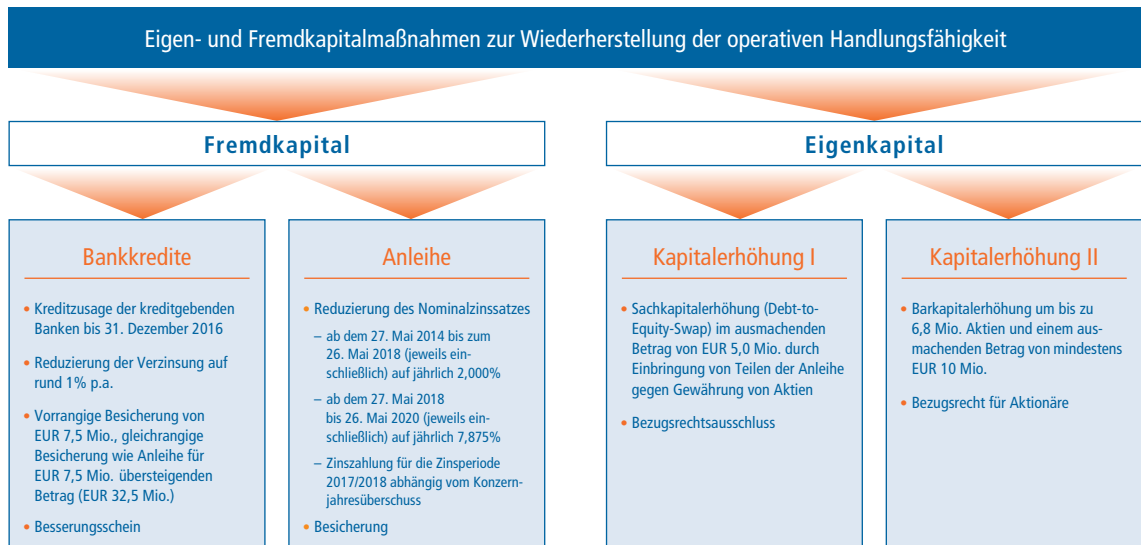 Eigen- und Fremdkapitalmaßnahmen zur Wiederherstellung der operativen Handlungsfähigkeit
Fremdkapital
Eigenkapital
Bankkredite
• Kreditzusage der kreditgebenden
Banken bis 31. Dezember 2016
• Reduzierung der Verzinsung auf
rund 1% p.a.
• Vorrangige Besicherung von
EUR 7,5 Mio., gleichrangige
Besicherung wie Anleihe für
EUR 7,5 Mio. übersteigenden
Betrag (EUR 32,5 Mio.)
• Besserungsschein
Anleihe
• Reduzierung des Nominalzinssatzes
– ab dem 27. Mai 2014 bis zum
26. Mai 2018 (jeweils ein-
schließlich) auf jährlich 2,000%
– ab dem 27. Mai 2018
bis 26. Mai 2020 (jeweils ein-
schließlich) auf jährlich 7,875%
– Zinszahlung für die Zinsperiode
2017/2018 abhängig vom Konzern-
jahresüberschuss
• Besicherung
Kapitalerhöhung I
• Sachkapitalerhöhung (Debt-to-
Equity-Swap) im ausmachenden
Betrag von EUR 5,0 Mio. durch
Einbringung von Teilen der Anleihe
gegen Gewährung von Aktien
• Bezugsrechtsausschluss
Kapitalerhöhung II
• Barkapitalerhöhung um bis zu
6,8 Mio. Aktien und einem aus-
machenden Betrag von mindestens
EUR 10 Mio.
• Bezugsrecht für Aktionäre